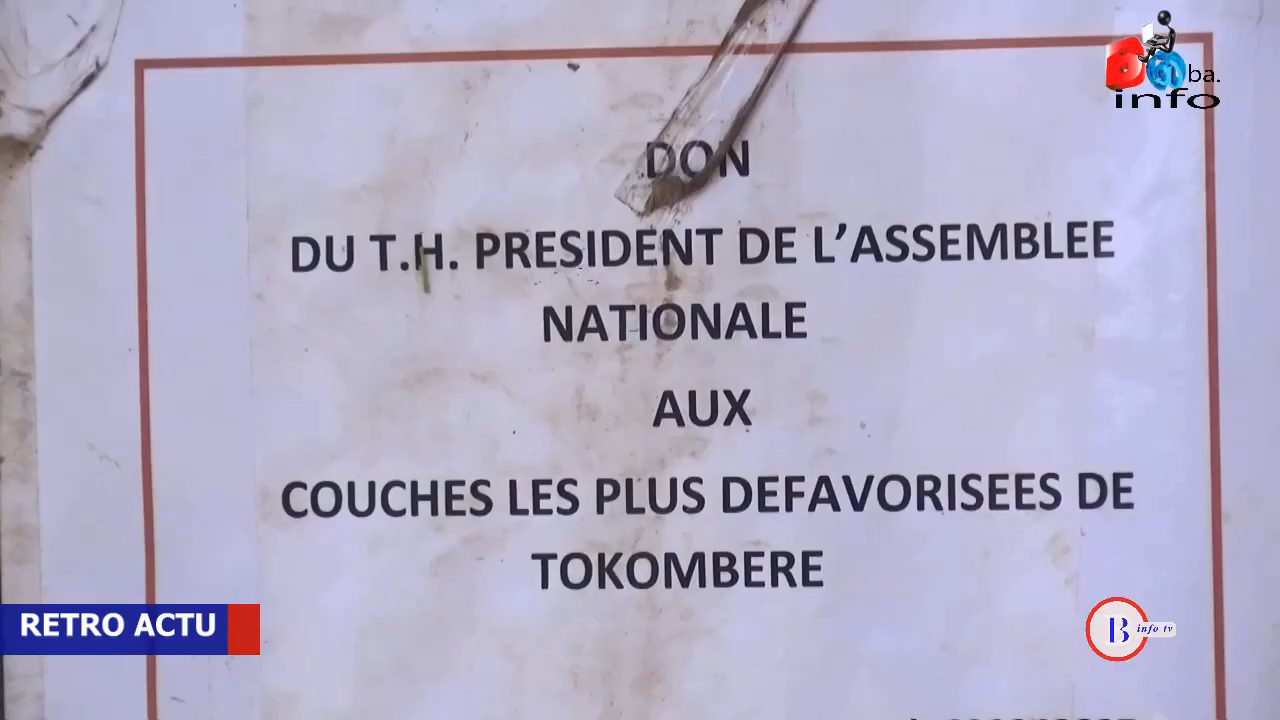 ba.
info
DON
DU T.H. PRESIDENT DE L'ASSEMBLEE
NATIONALE
AUX
COUCHES LES PLUS DEFAVORISEES DE
TOKOMBERE
RETRO ACTU
B info tv